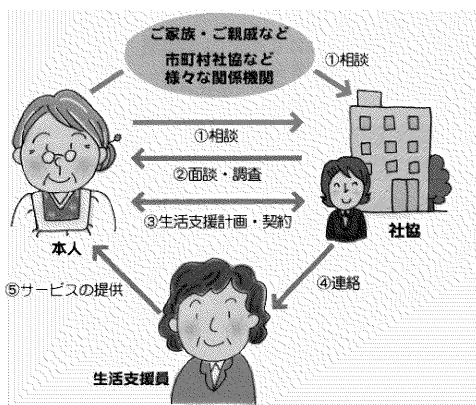 ご家族・ご親戚など
市町村社協など
様々な関係機関
①相談
①相談
②面談・調査
③生活支援計画・契約
本人
社協
④連絡
⑤サービスの提供
生活支援員